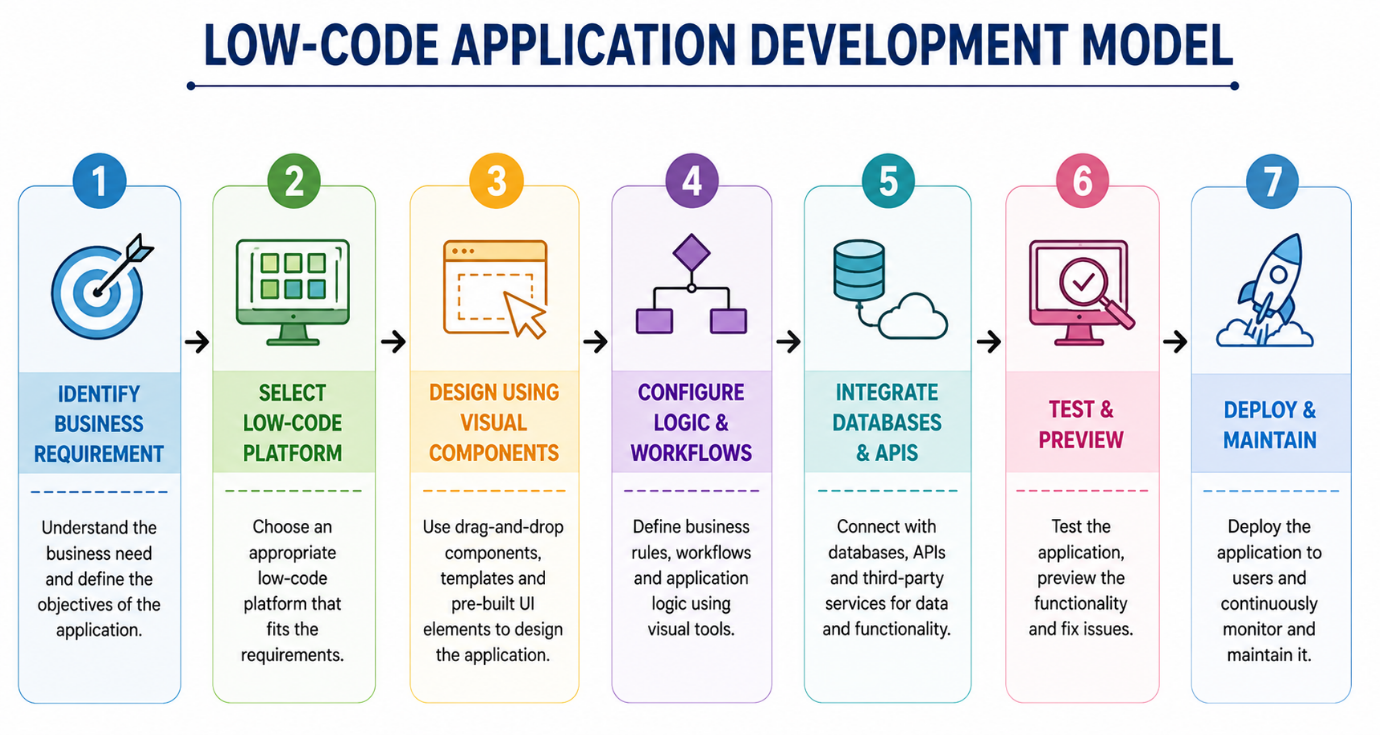 LOW-CODE APPLICATION DEVELOPMENT MODEL
1
IDENTIFY
BUSINESS
REQUIREMENT
Understand the
business need
and define the
objectives of the
application.
2
SELECT
LOW-CODE
PLATFORM
Choose an
appropriate
low-code
platform that
fits the
requirements.
3
DESIGN USING
VISUAL
COMPONENTS
Use drag-and-drop
components,
templates and
pre-built UI
elements to design
the application.
4
CONFIGURE
LOGIC &
WORKFLOWS
Define business
rules, workflows
and application
logic using
visual tools.
5
INTEGRATE
DATABASES
& APIS
Connect with
databases, APIs
and third-party
services for data
and functionality.
6
TEST &
PREVIEW
Test the
application,
preview the
functionality
and fix issues.
7
DEPLOY &
MAINTAIN
Deploy the
application to
users and
continuously
monitor and
maintain it.